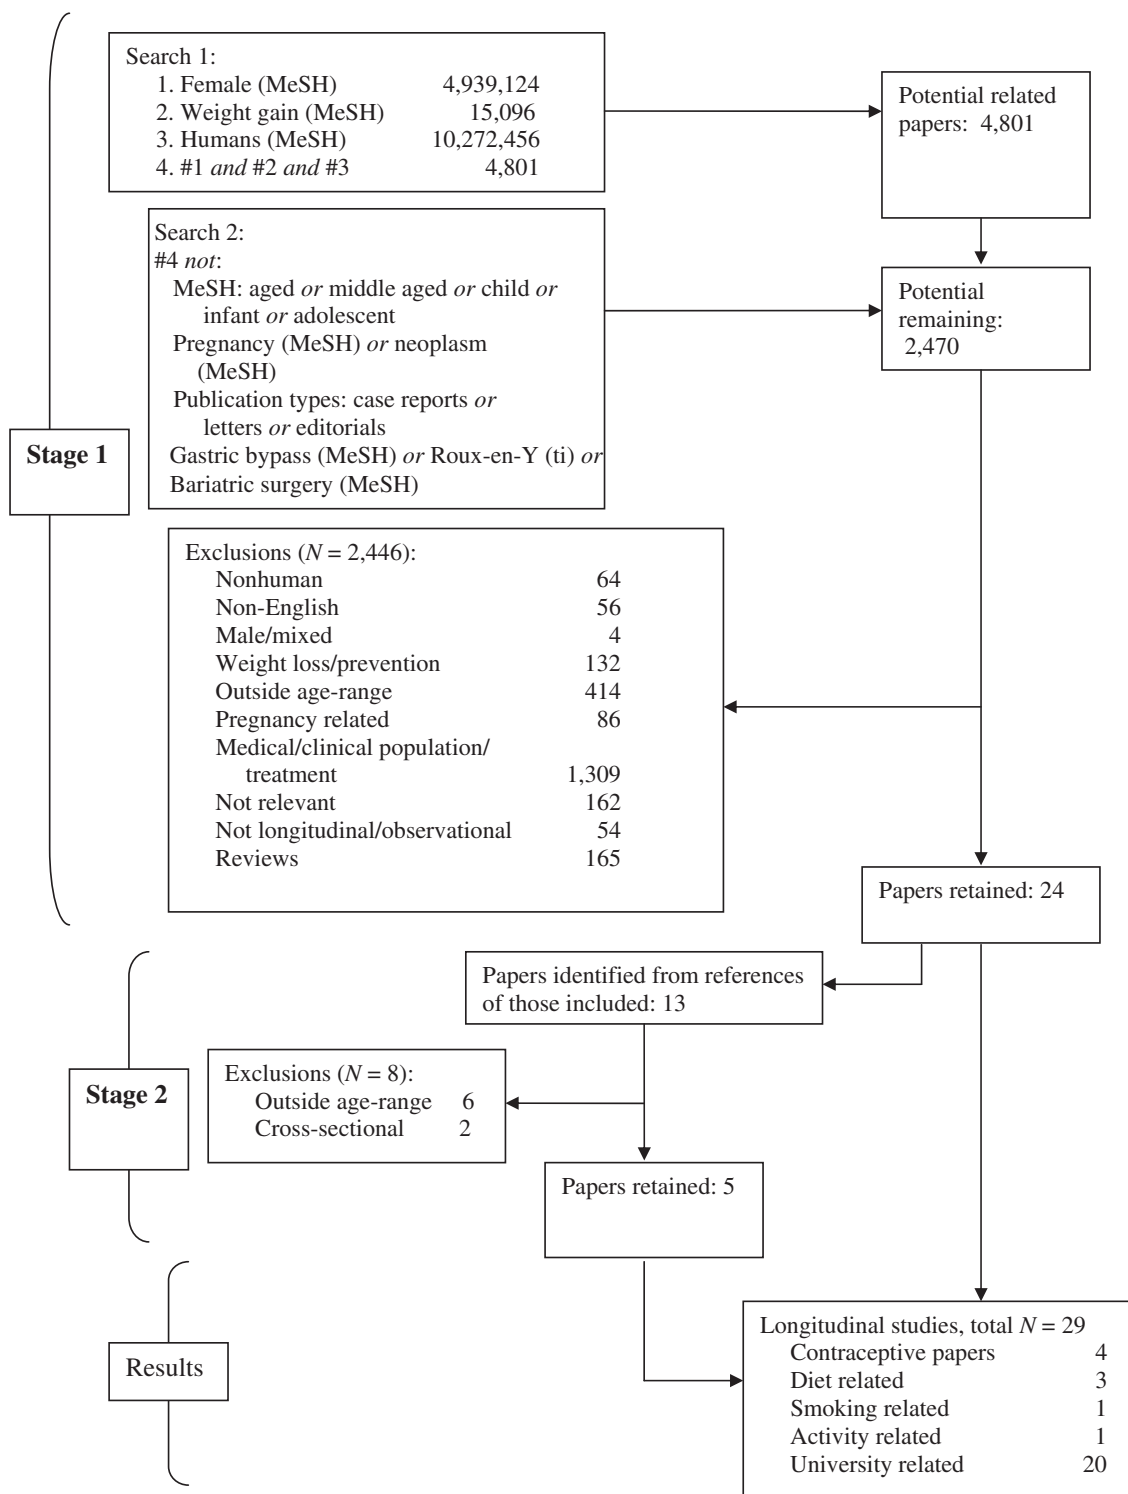 Search 1:
1. Female (MeSH) 4,939,124
2. Weight gain (MeSH) 15,096
3. Humans (MeSH) 10,272,456
4. #1 and #2 and #3 4,801
Potential related
papers: 4,801
Search 2:
#4 not:
MeSH: aged or middle aged or child or
infant or adolescent
Pregnancy (MeSH) or neoplasm
(MeSH)
Publication types: case reports or
letters or editorials
Gastric bypass (MeSH) or Roux-en-Y (ti) or
Bariatric surgery (MeSH)
Potential
remaining:
2,470
Stage 1
Exclusions (N = 2,446):
Nonhuman 64
Non-English 56
Male/mixed 4
Weight loss/prevention 132
Outside age-range 414
Pregnancy related 86
Medical/clinical population/
treatment 1,309
Not relevant 162
Not longitudinal/observational 54
Reviews 165
Papers retained: 24
Papers identified from references
of those included: 13
Stage 2
Exclusions (N = 8):
Outside age-range 6
Cross-sectional 2
Papers retained: 5
Results
Longitudinal studies, total N = 29
Contraceptive papers 4
Diet related 3
Smoking related 1
Activity related 1
University related 20